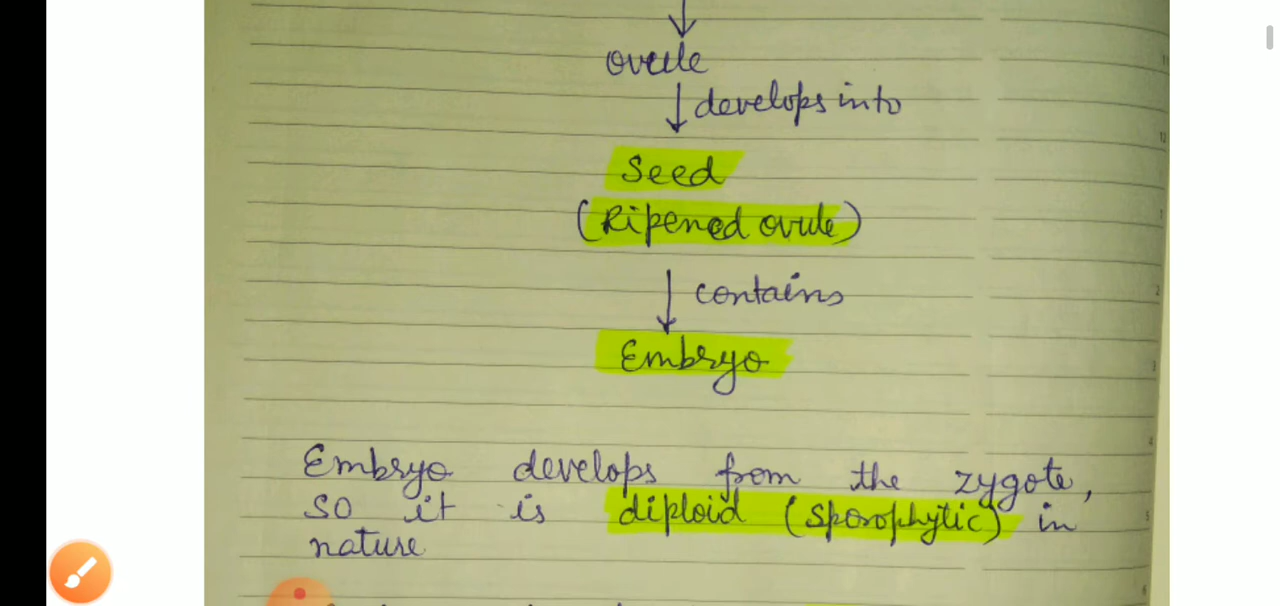 ovule
develops into
Seed
(Ripened ovule)
contains
Embryo
Embryo develops from the zygote,
so it is diploid (sporophytic) in
nature